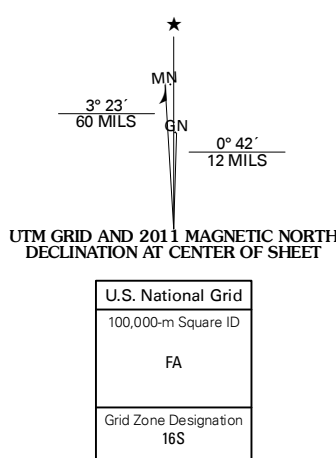 ★
MN
3° 23´
60 MILS
GN
0° 42´
12 MILS
UTM GRID AND 2011 MAGNETIC NORTH
DECLINATION AT CENTER OF SHEET
U.S. National Grid
100,000-m Square ID
FA
Grid Zone Designation
16S